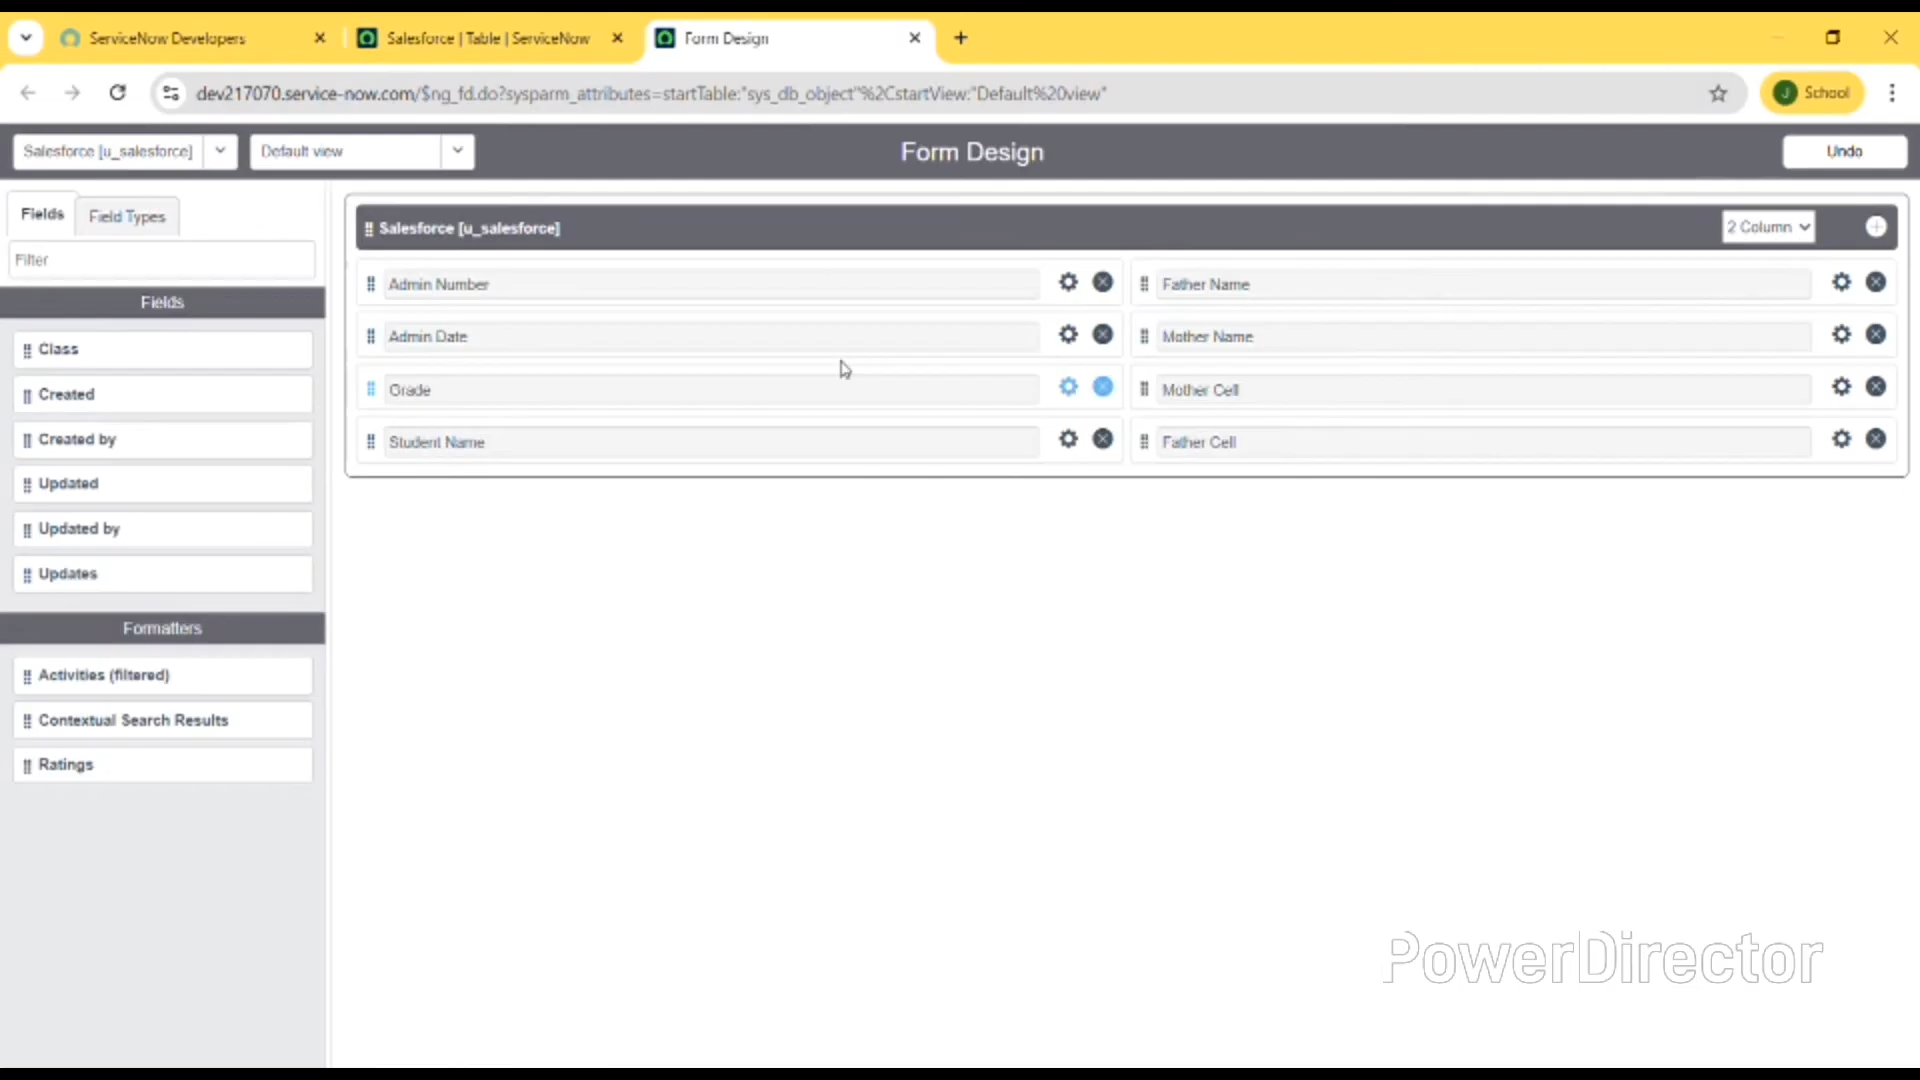 ServiceNow Developers
Salesforce | Table | ServiceNow
Form Design
dev217070.service-now.com/$ng_fd.do?sysparm_attributes=startTable:"sys_db_object"%2CstartView:"Default%20view"
J School
Salesforce [u_salesforce]
Default view
Form Design
Undo
Fields
Field Types
Filter
Fields
Class
Created
Created by
Updated
Updated by
Updates
Formatters
Activities (filtered)
Contextual Search Results
Ratings
Salesforce [u_salesforce]
2 Column
Admin Number
Father Name
Admin Date
Mother Name
Grade
Mother Cell
Student Name
Father Cell
PowerDirector